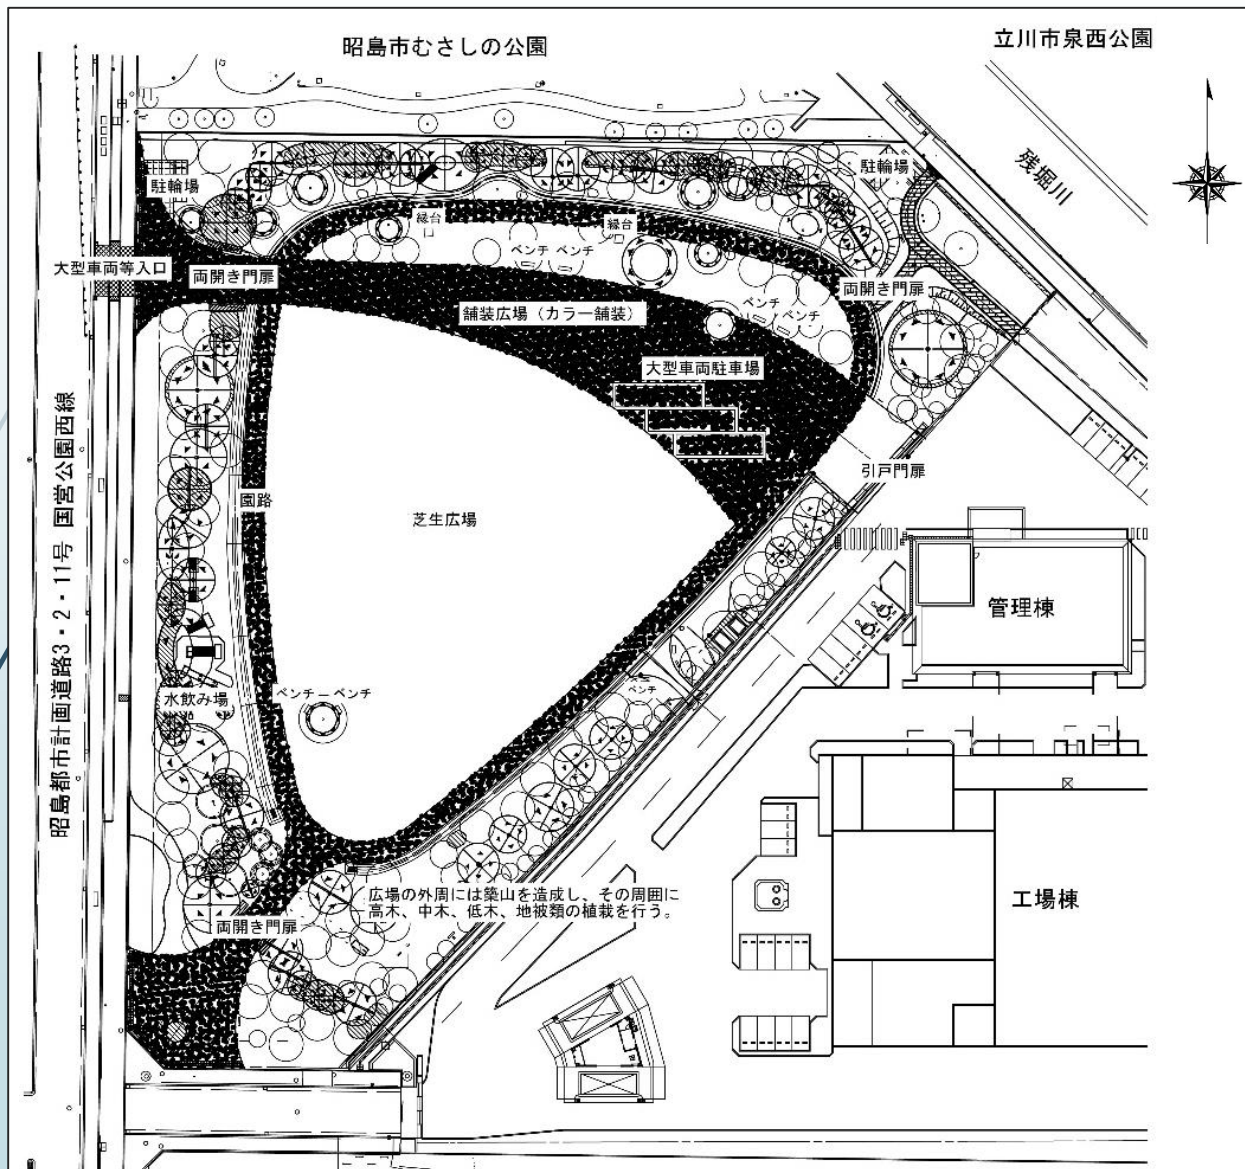 昭島市むさしの公園
立川市泉西公園
残堀川
駐輪場
駐輪場
縁台
縁台
ベンチ ベンチ
大型車両等入口
両開き門扉
両開き門扉
舗装広場(カラー舗装)
ベンチ
ベンチ
大型車両駐車場
引戸門扉
園路
芝生広場
昭島都市計画道路3・2・11号 国営公園西線
管理棟
水飲み場
ベンチ
ベンチ
ベンチ
工場棟
広場の外周には築山を造成し、その周囲に
高木、中木、低木、地被類の植栽を行う。
両開き門扉